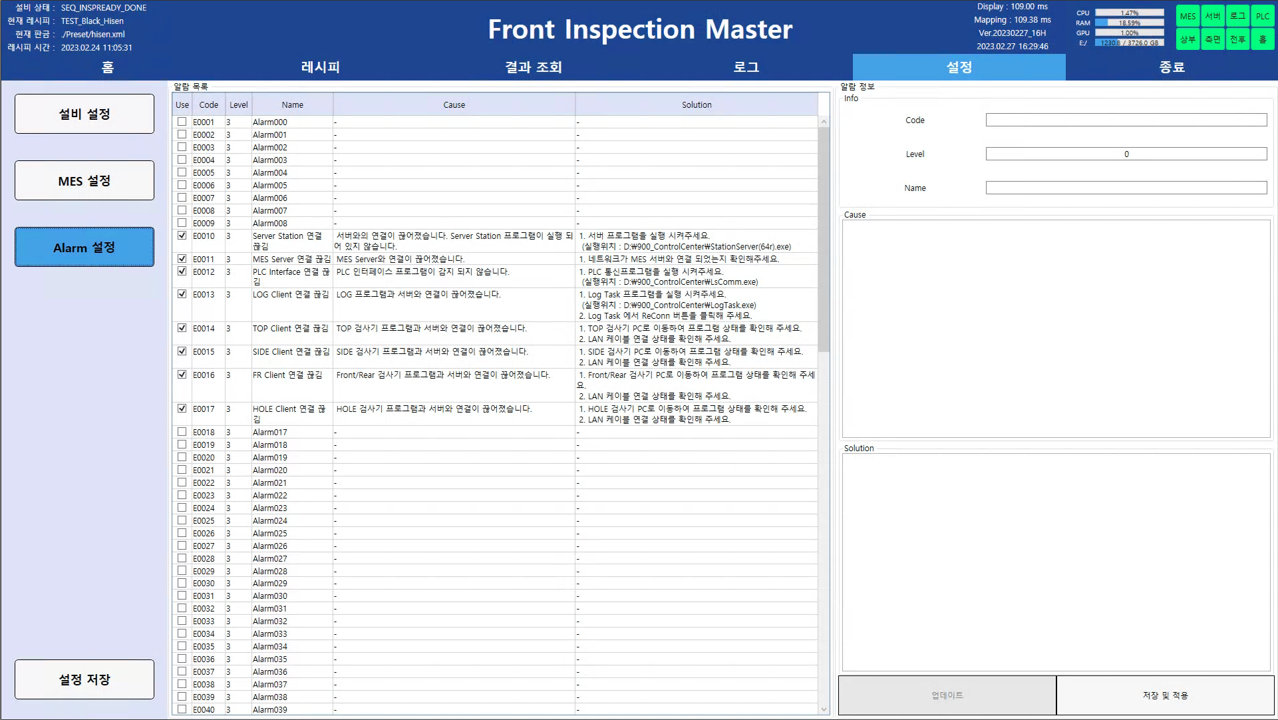 설비 상태 : SEQ_INSPREADY_DONE
현재 레시피 : TEST_Black_Hisen
현재 판금 : ./Preset/hisen.xml
레시피 시간 : 2023.02.24 11:05:31
Front Inspection Master
Display : 109.00 ms
Mapping : 109.38 ms
Ver.20230227_16H
2023.02.27 16:29:46
CPU 1.47%
RAM 18.59%
GPU 1.00%
E:/ 1230.8 / 3726.0 GB
MES 서버 로그 PLC
상부 측면 전후 홀
홈 레시피 결과 조회 로그 설정 종료
설비 설정
MES 설정
Alarm 설정
설정 저장
알람 목록
Use Code Level Name Cause Solution
E0001 3 Alarm000 - -
E0002 3 Alarm001 - -
E0003 3 Alarm002 - -
E0004 3 Alarm003 - -
E0005 3 Alarm004 - -
E0006 3 Alarm005 - -
E0007 3 Alarm006 - -
E0008 3 Alarm007 - -
E0009 3 Alarm008 - -
E0010 3 Server Station 연결 서버와의 연결이 끊어졌습니다. Server Station 프로그램이 실행 되 1. 서버 프로그램을 실행 시켜주세요.
끊김 어 있지 않습니다. (실행위치 : D:₩900_ControlCenter₩StationServer(64r).exe)
E0011 3 MES Server 연결 끊김 MES Server와 연결이 끊어졌습니다. 1. 네트워크가 MES 서버와 연결 되었는지 확인해주세요.
E0012 3 PLC Interface 연결 끊 PLC 인터페이스 프로그램이 감지 되지 않습니다. 1. PLC 통신프로그램을 실행 시켜주세요.
김 (실행위치 : D:₩900_ControlCenter₩LsComm.exe)
E0013 3 LOG Client 연결 끊김 LOG 프로그램과 서버와 연결이 끊어졌습니다. 1. Log Task 프로그램을 실행 시켜주세요.
(실행위치 : D:₩900_ControlCenter₩LogTask.exe)
2. Log Task 에서 ReConn 버튼을 클릭해 주세요.
E0014 3 TOP Client 연결 끊김 TOP 검사기 프로그램과 서버와 연결이 끊어졌습니다. 1. TOP 검사기 PC로 이동하여 프로그램 상태를 확인해 주세요.
2. LAN 케이블 연결 상태를 확인해 주세요.
E0015 3 SIDE Client 연결 끊김 SIDE 검사기 프로그램과 서버와 연결이 끊어졌습니다. 1. SIDE 검사기 PC로 이동하여 프로그램 상태를 확인해 주세요.
2. LAN 케이블 연결 상태를 확인해 주세요.
E0016 3 FR Client 연결 끊김 Front/Rear 검사기 프로그램과 서버와 연결이 끊어졌습니다. 1. Front/Rear 검사기 PC로 이동하여 프로그램 상태를 확인해 주세
요.
2. LAN 케이블 연결 상태를 확인해 주세요.
E0017 3 HOLE Client 연결 끊 HOLE 검사기 프로그램과 서버와 연결이 끊어졌습니다. 1. HOLE 검사기 PC로 이동하여 프로그램 상태를 확인해 주세요.
김 2. LAN 케이블 연결 상태를 확인해 주세요.
E0018 3 Alarm017 - -
E0019 3 Alarm018 - -
E0020 3 Alarm019 - -
E0021 3 Alarm020 - -
E0022 3 Alarm021 - -
E0023 3 Alarm022 - -
E0024 3 Alarm023 - -
E0025 3 Alarm024 - -
E0026 3 Alarm025 - -
E0027 3 Alarm026 - -
E0028 3 Alarm027 - -
E0029 3 Alarm028 - -
E0030 3 Alarm029 - -
E0031 3 Alarm030 - -
E0032 3 Alarm031 - -
E0033 3 Alarm032 - -
E0034 3 Alarm033 - -
E0035 3 Alarm034 - -
E0036 3 Alarm035 - -
E0037 3 Alarm036 - -
E0038 3 Alarm037 - -
E0039 3 Alarm038 - -
E0040 3 Alarm039 - -
알람 정보
Info
Code
Level 0
Name
Cause
Solution
업데이트 저장 및 적용